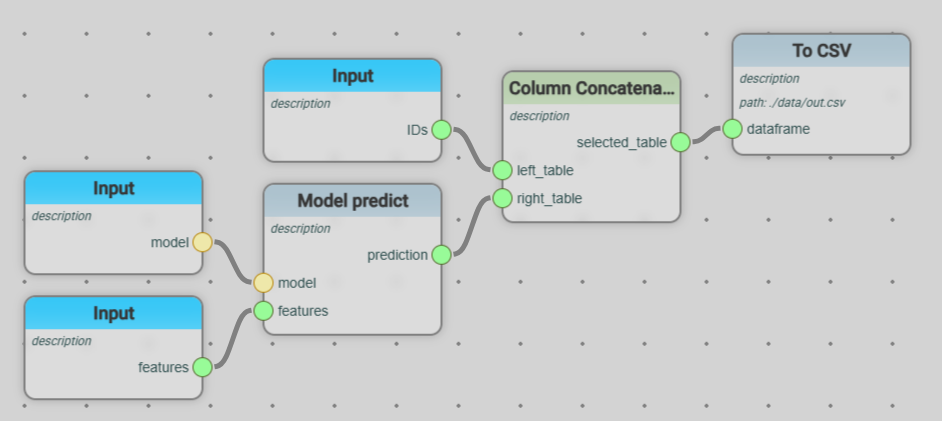 Input
description
IDs
Column Concatena...
description
selected_table
left_table
right_table
To CSV
description
path: ./data/out.csv
dataframe
Input
description
model
Model predict
description
prediction
model
features
Input
description
features